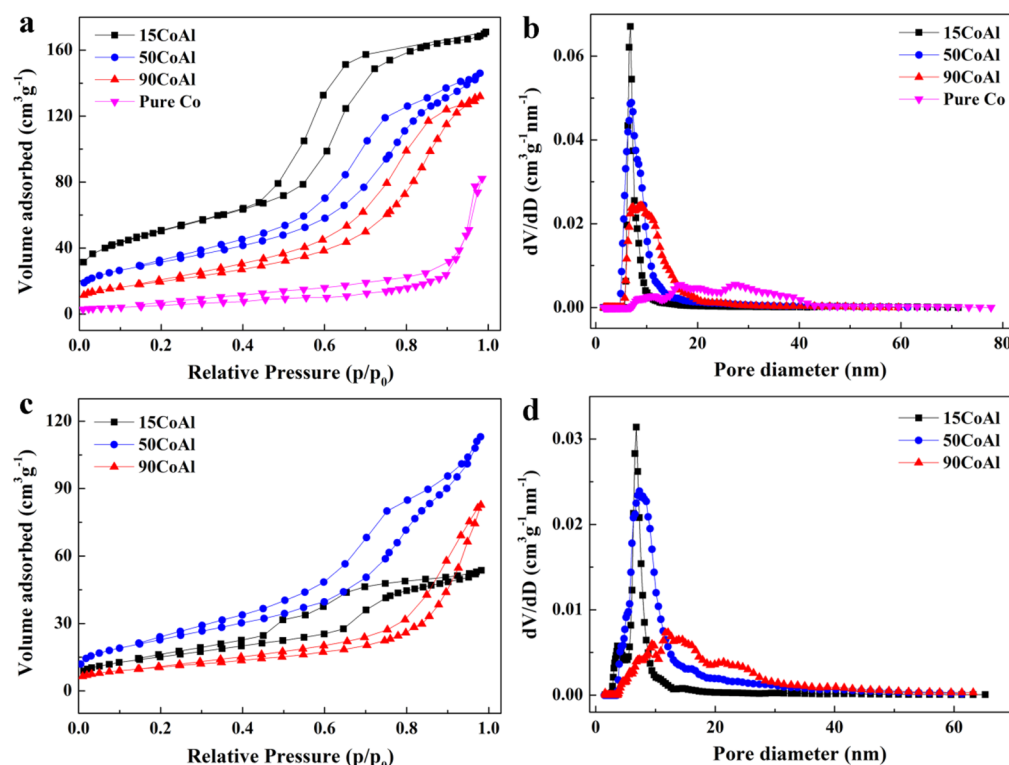 a
15CoAl
50CoAl
90CoAl
Pure Co
Volume adsorbed (cm³g⁻¹)
160
120
80
40
0
0.0 0.2 0.4 0.6 0.8 1.0
Relative Pressure (p/p₀)
b
15CoAl
50CoAl
90CoAl
Pure Co
dV/dD (cm³g⁻¹nm⁻¹)
0.06
0.04
0.02
0.00
0 20 40 60 80
Pore diameter (nm)
c
15CoAl
50CoAl
90CoAl
Volume adsorbed (cm³g⁻¹)
120
90
60
30
0
0.0 0.2 0.4 0.6 0.8 1.0
Relative Pressure (p/p₀)
d
15CoAl
50CoAl
90CoAl
dV/dD (cm³g⁻¹nm⁻¹)
0.03
0.02
0.01
0.00
0 20 40 60
Pore diameter (nm)